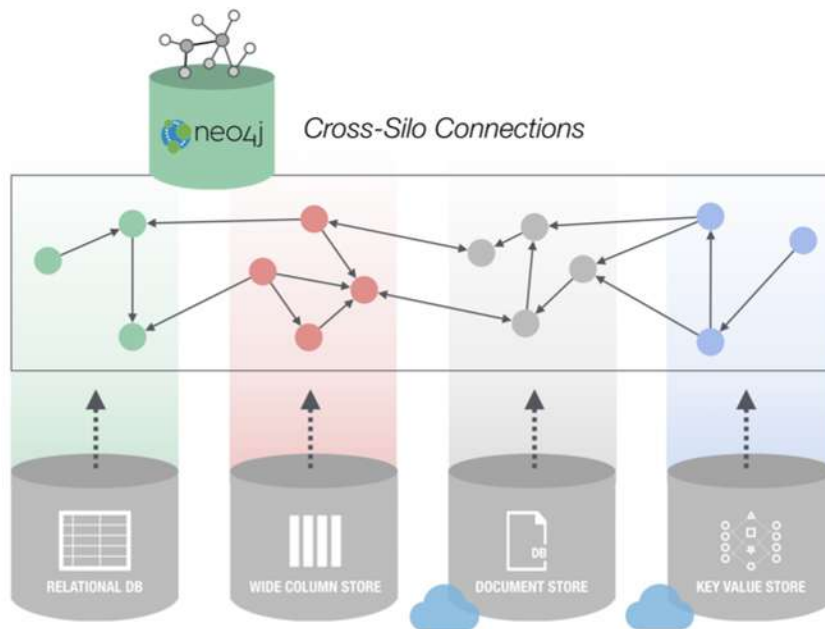 neo4j
Cross-Silo Connections
RELATIONAL DB
WIDE COLUMN STORE
DB
DOCUMENT STORE
KEY VALUE STORE